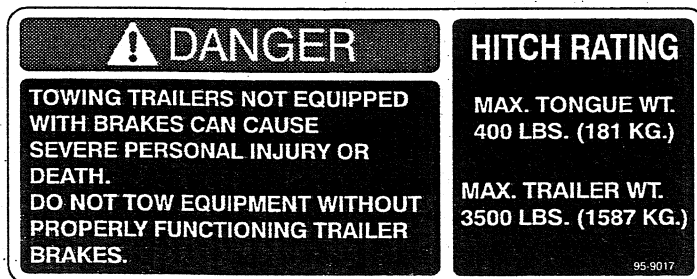 DANGER
TOWING TRAILERS NOT EQUIPPED
WITH BRAKES CAN CAUSE
SEVERE PERSONAL INJURY OR
DEATH.
DO NOT TOW EQUIPMENT WITHOUT
PROPERLY FUNCTIONING TRAILER
BRAKES.
HITCH RATING
MAX. TONGUE WT.
400 LBS. (181 KG.)
MAX. TRAILER WT.
3500 LBS. (1587 KG.)
95-9017